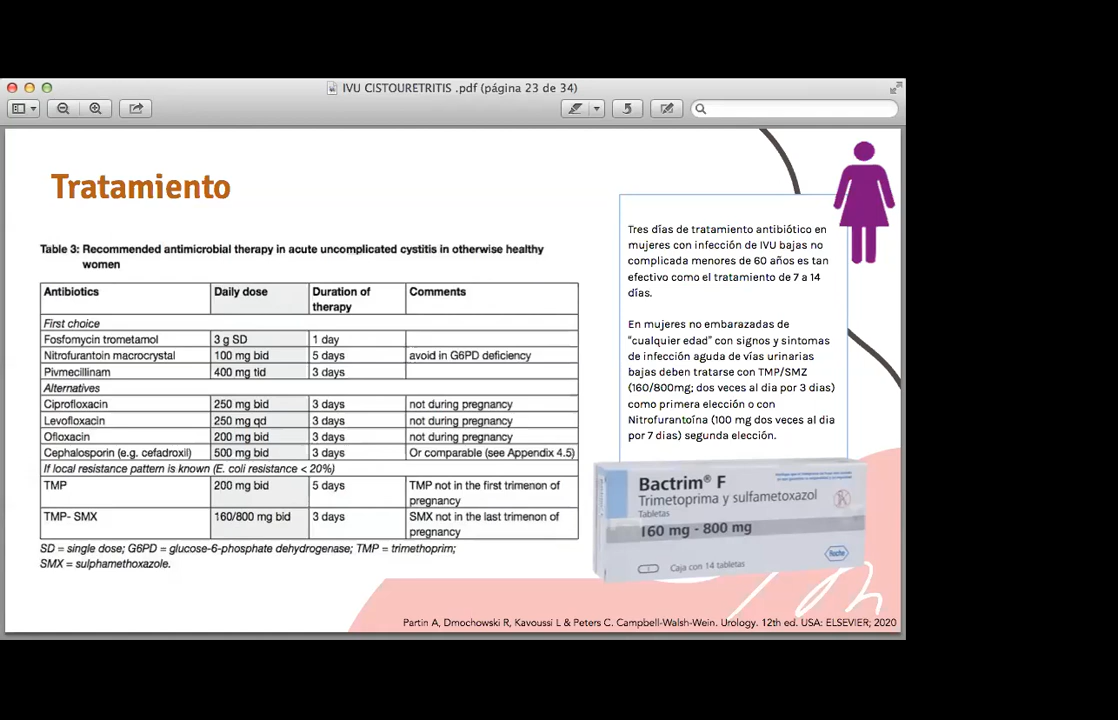 IVU CISTOURETRITIS .pdf (página 23 de 34)
Tratamiento
Table 3: Recommended antimicrobial therapy in acute uncomplicated cystitis in otherwise healthy
women
Antibiotics Daily dose Duration of therapy Comments
First choice
Fosfomycin trometamol 3 g SD 1 day
Nitrofurantoin macrocrystal 100 mg bid 5 days avoid in G6PD deficiency
Pivmecillinam 400 mg tid 3 days
Alternatives
Ciprofloxacin 250 mg bid 3 days not during pregnancy
Levofloxacin 250 mg qd 3 days not during pregnancy
Ofloxacin 200 mg bid 3 days not during pregnancy
Cephalosporin (e.g. cefadroxil) 500 mg bid 3 days Or comparable (see Appendix 4.5)
If local resistance pattern is known (E. coli resistance < 20%)
TMP 200 mg bid 5 days TMP not in the first trimenon of
pregnancy
TMP- SMX 160/800 mg bid 3 days SMX not in the last trimenon of
pregnancy
SD = single dose; G6PD = glucose-6-phosphate dehydrogenase; TMP = trimethoprim;
SMX = sulphamethoxazole.
Tres días de tratamiento antibiótico en
mujeres con infección de IVU bajas no
complicada menores de 60 años es tan
efectivo como el tratamiento de 7 a 14
días.
En mujeres no embarazadas de
"cualquier edad" con signos y sintomas
de infección aguda de vías urinarias
bajas deben tratarse con TMP/SMZ
(160/800mg; dos veces al dia por 3 dias)
como primera elección o con
Nitrofurantoína (100 mg dos veces al dia
por 7 dias) segunda elección.
Bactrim® F
Trimetoprima y sulfametoxazol
Tabletas
160 mg - 800 mg
Roche
Caja con 14 tabletas
Partin A, Dmochowski R, Kavoussi L & Peters C. Campbell-Walsh-Wein. Urology. 12th ed. USA: ELSEVIER; 2020